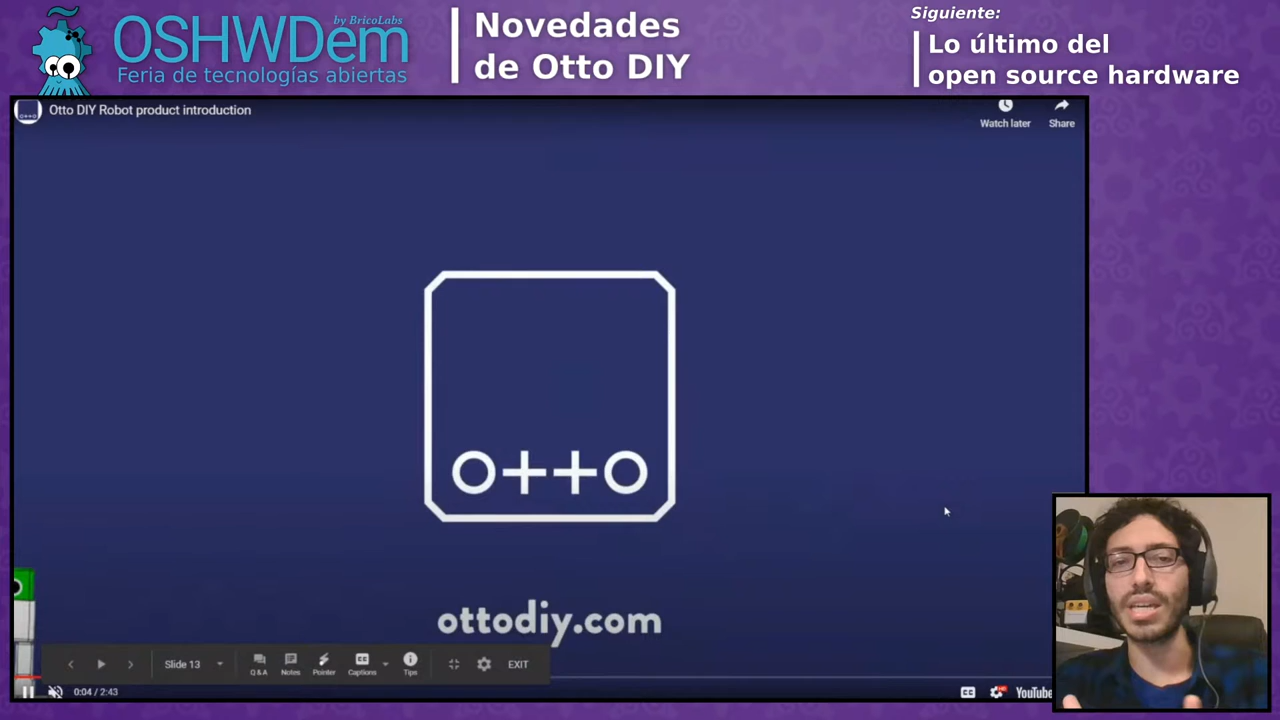 by BricoLabs
OSHWDem
Feria de tecnologías abiertas
Novedades
de Otto DIY
Siguiente:
Lo último del
open source hardware
Otto DIY Robot product introduction
Watch later
Share
O++O
ottodiy.com
Slide 13
Q & A
Notes
Pointer
Captions
Tips
EXIT
0:04 / 2:43
CC
YouTube